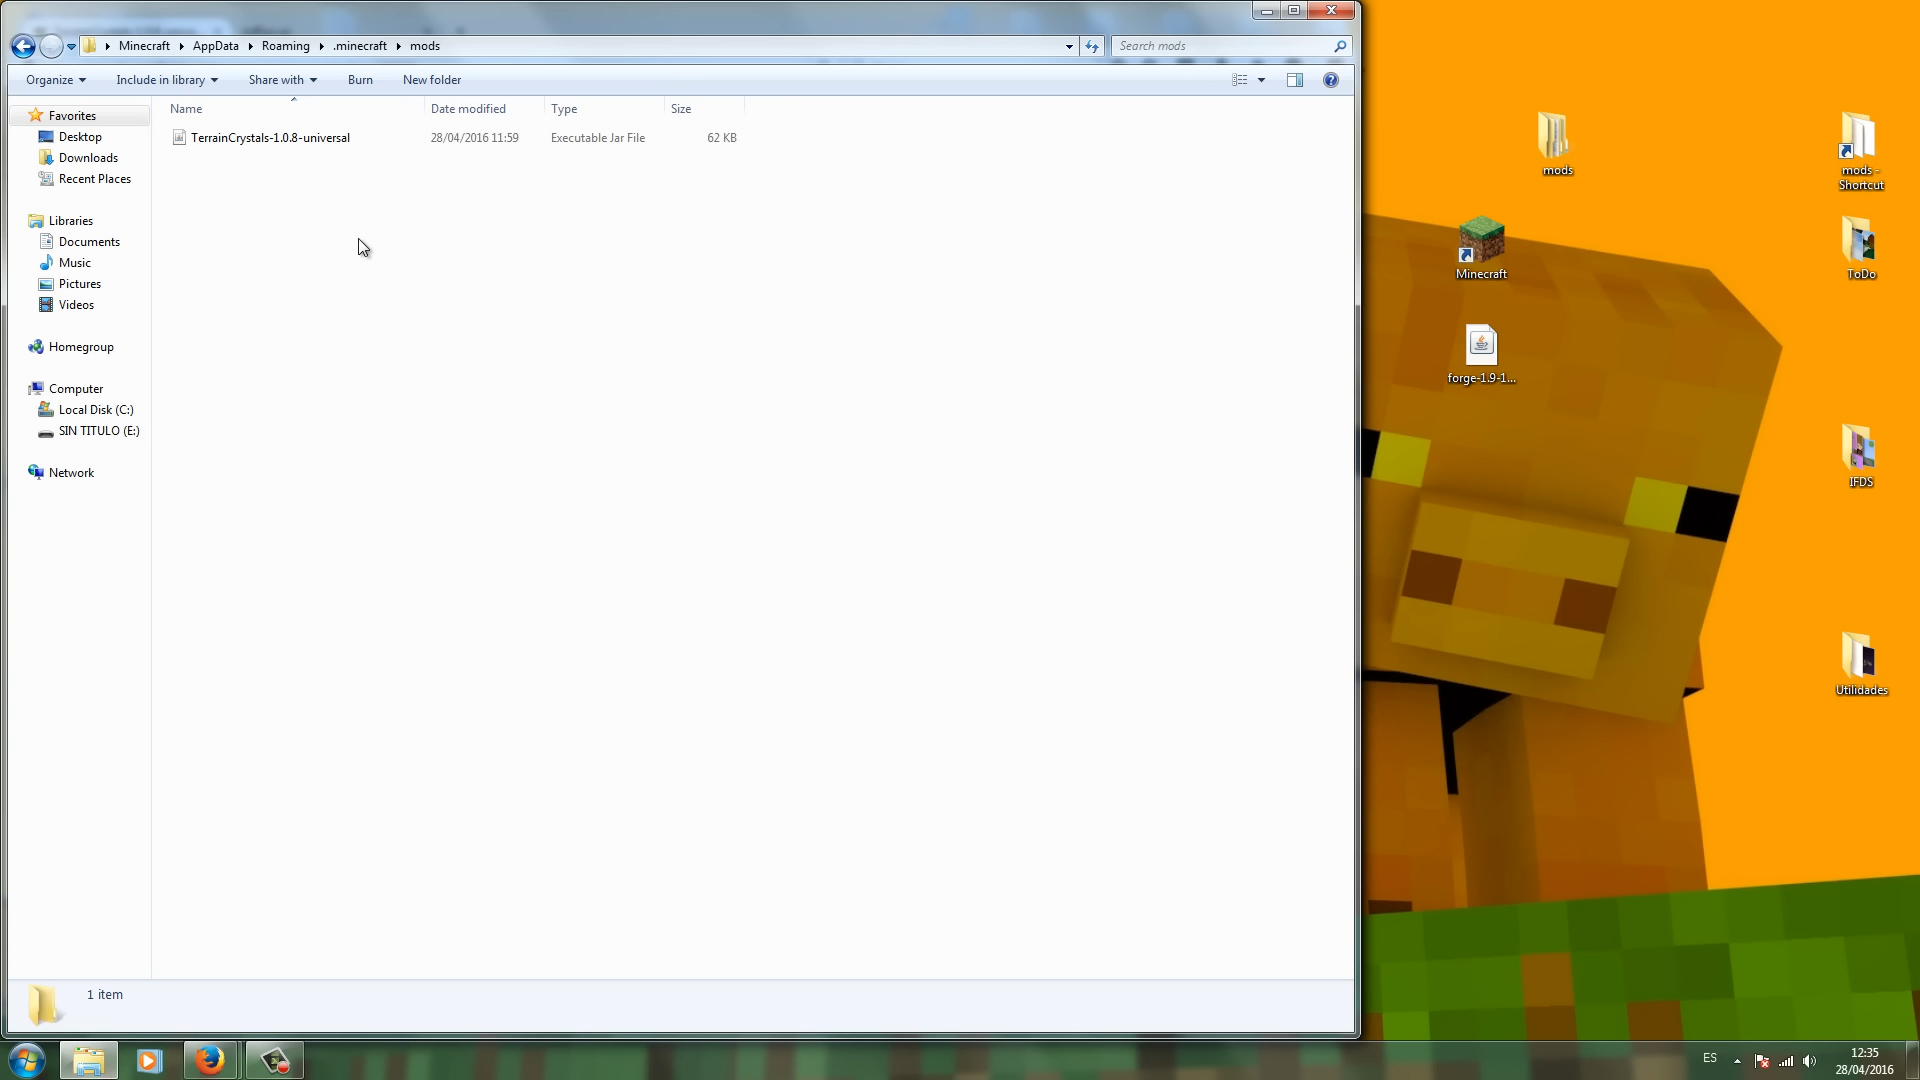 Minecraft AppData Roaming .minecraft mods
Search mods
Organize Include in library Share with Burn New folder
Name Date modified Type Size
TerrainCrystals-1.0.8-universal 28/04/2016 11:59 Executable Jar File 62 KB
Favorites
Desktop
Downloads
Recent Places
Libraries
Documents
Music
Pictures
Videos
Homegroup
Computer
Local Disk (C:)
SIN TITULO (E:)
Network
1 item
mods
mods -
Shortcut
Minecraft
ToDo
forge-1.9-1...
IFDS
Utilidades
ES
12:35
28/04/2016